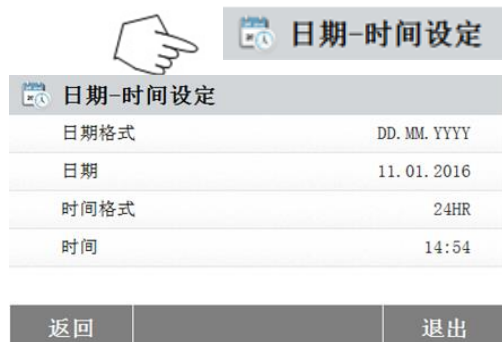 日期-时间设定
日期-时间设定
日期格式 DD.MM.YYYY
日期 11.01.2016
时间格式 24HR
时间 14:54
返回 退出